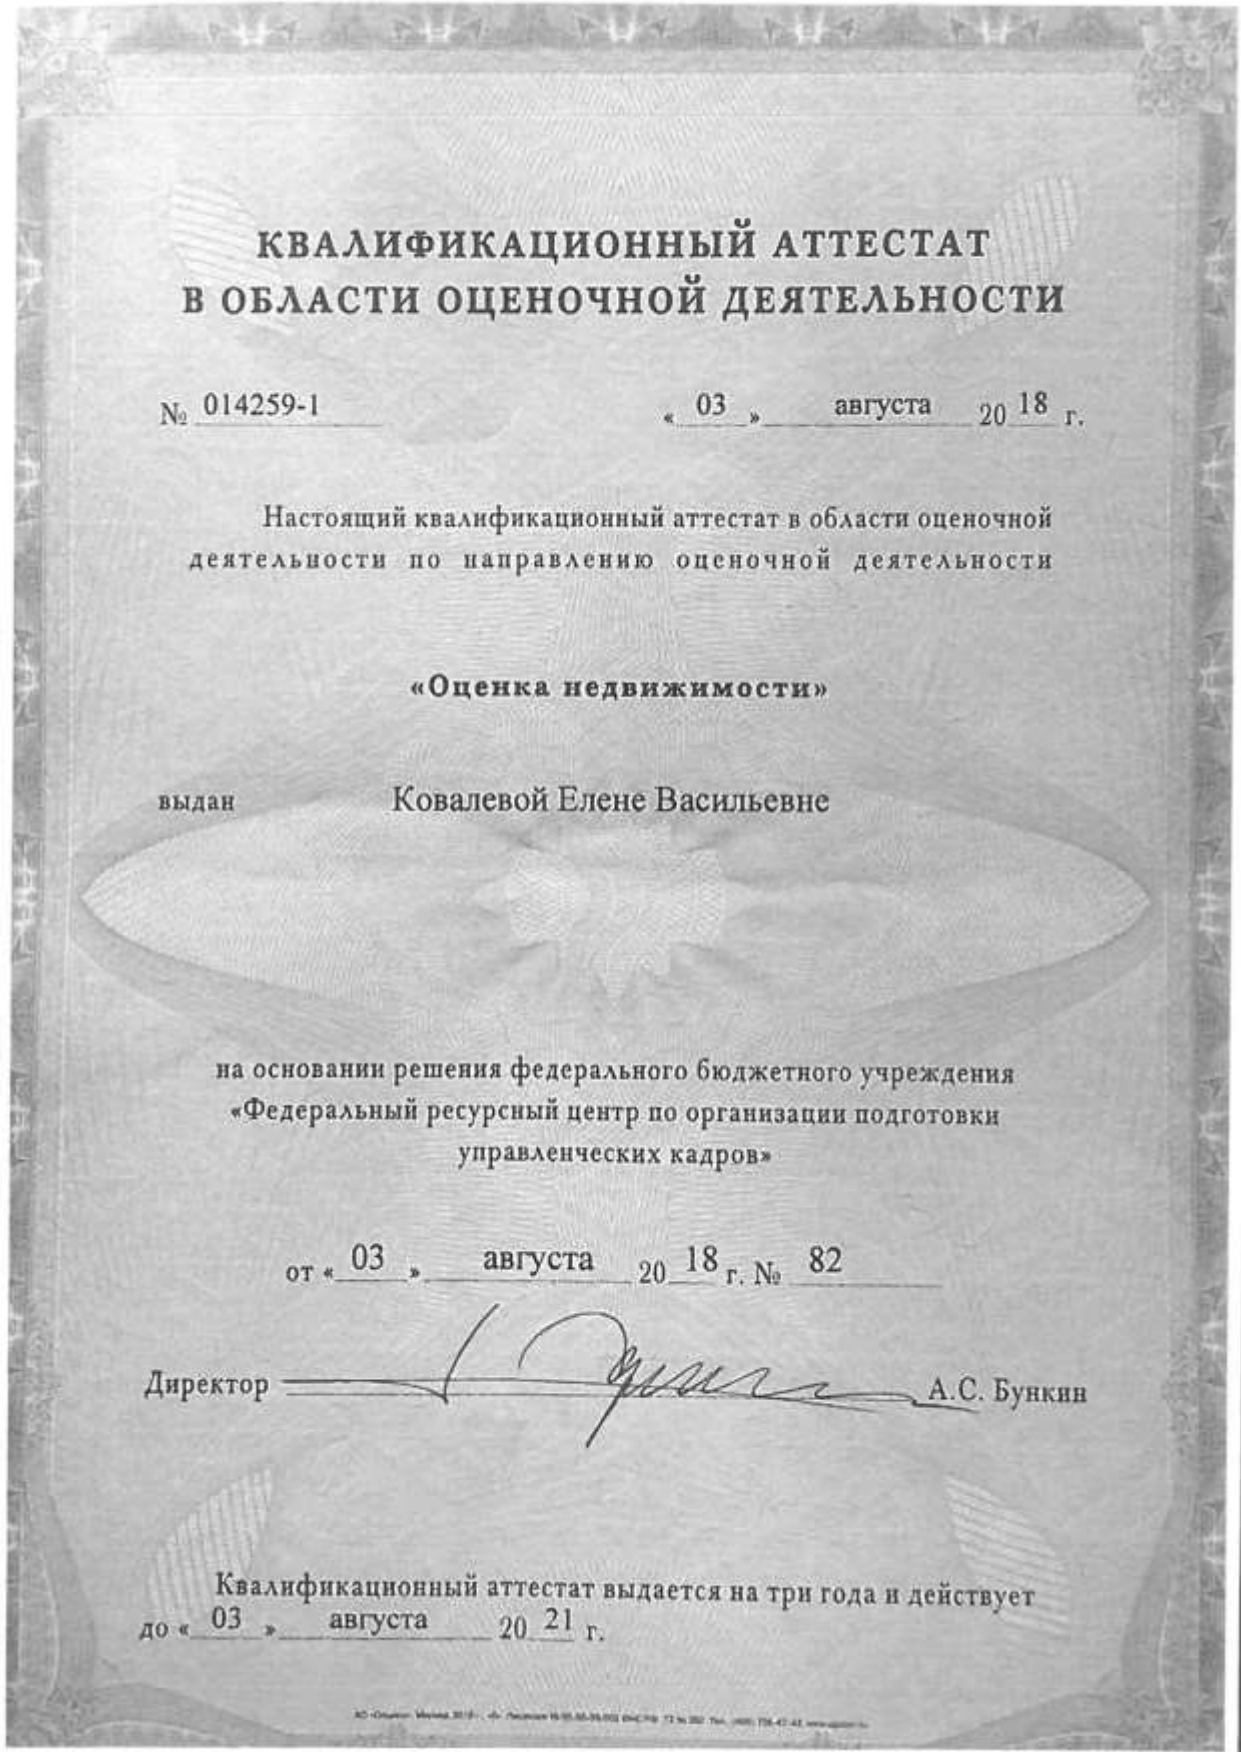 КВАЛИФИКАЦИОННЫЙ АТТЕСТАТ
В ОБЛАСТИ ОЦЕНОЧНОЙ ДЕЯТЕЛЬНОСТИ
№ 014259-1 « 03 » августа 20 18 г.
Настоящий квалификационный аттестат в области оценочной
деятельности по направлению оценочной деятельности
«Оценка недвижимости»
выдан Ковалевой Елене Васильевне
на основании решения федерального бюджетного учреждения
«Федеральный ресурсный центр по организации подготовки
управленческих кадров»
от « 03 » августа 20 18 г. № 82
Директор А.С. Бункин
Квалификационный аттестат выдается на три года и действует
до « 03 » августа 20 21 г.